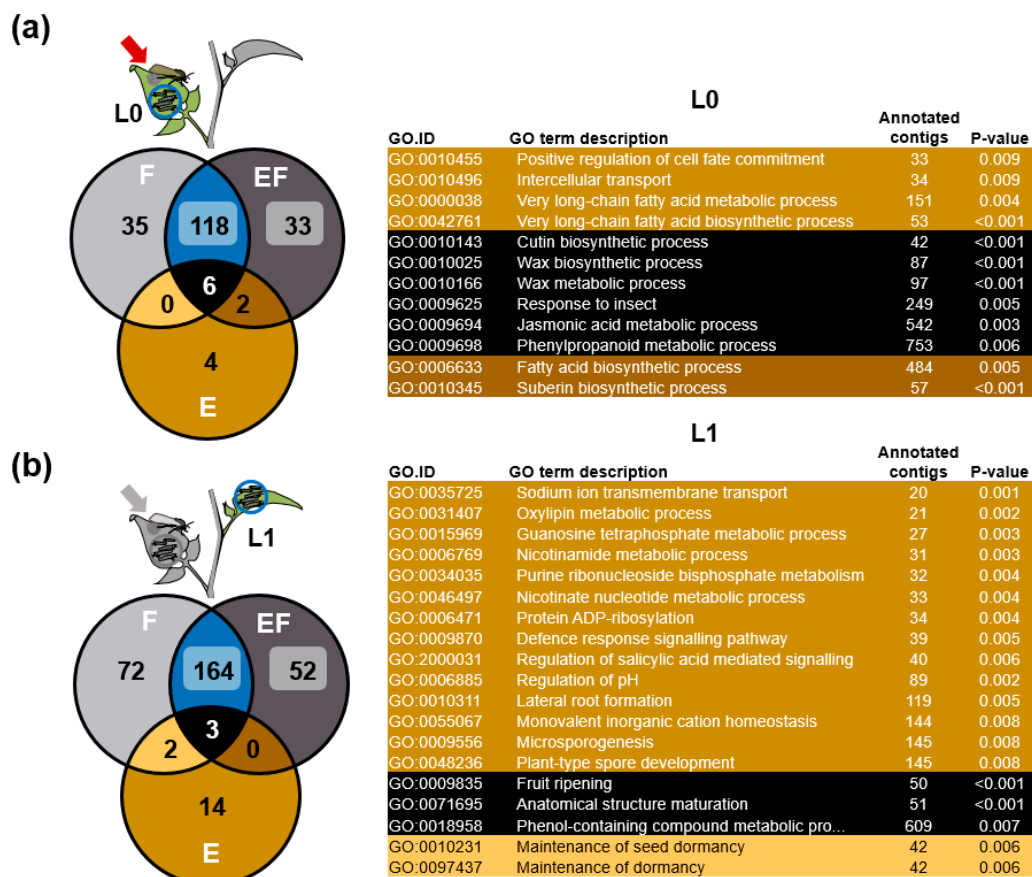 (a)
L0
F
EF
35
118
33
6
0
2
4
E
L0
GO.ID GO term description Annotated contigs P-value
GO:0010455 Positive regulation of cell fate commitment 33 0.009
GO:0010496 Intercellular transport 34 0.009
GO:0000038 Very long-chain fatty acid metabolic process 151 0.004
GO:0042761 Very long-chain fatty acid biosynthetic process 53 <0.001
GO:0010143 Cutin biosynthetic process 42 <0.001
GO:0010025 Wax biosynthetic process 87 <0.001
GO:0010166 Wax metabolic process 97 <0.001
GO:0009625 Response to insect 249 0.005
GO:0009694 Jasmonic acid metabolic process 542 0.003
GO:0009698 Phenylpropanoid metabolic process 753 0.006
GO:0006633 Fatty acid biosynthetic process 484 0.005
GO:0010345 Suberin biosynthetic process 57 <0.001
(b)
L1
F
EF
72
164
52
3
2
0
14
E
L1
GO.ID GO term description Annotated contigs P-value
GO:0035725 Sodium ion transmembrane transport 20 0.001
GO:0031407 Oxylipin metabolic process 21 0.002
GO:0015969 Guanosine tetraphosphate metabolic process 27 0.003
GO:0006769 Nicotinamide metabolic process 31 0.003
GO:0034035 Purine ribonucleoside bisphosphate metabolism 32 0.004
GO:0046497 Nicotinate nucleotide metabolic process 33 0.004
GO:0006471 Protein ADP-ribosylation 34 0.004
GO:0009870 Defence response signalling pathway 39 0.005
GO:2000031 Regulation of salicylic acid mediated signalling 40 0.006
GO:0006885 Regulation of pH 89 0.002
GO:0010311 Lateral root formation 119 0.005
GO:0055067 Monovalent inorganic cation homeostasis 144 0.008
GO:0009556 Microsporogenesis 145 0.008
GO:0048236 Plant-type spore development 145 0.008
GO:0009835 Fruit ripening 50 <0.001
GO:0071695 Anatomical structure maturation 51 <0.001
GO:0018958 Phenol-containing compound metabolic pro... 609 0.007
GO:0010231 Maintenance of seed dormancy 42 0.006
GO:0097437 Maintenance of dormancy 42 0.006